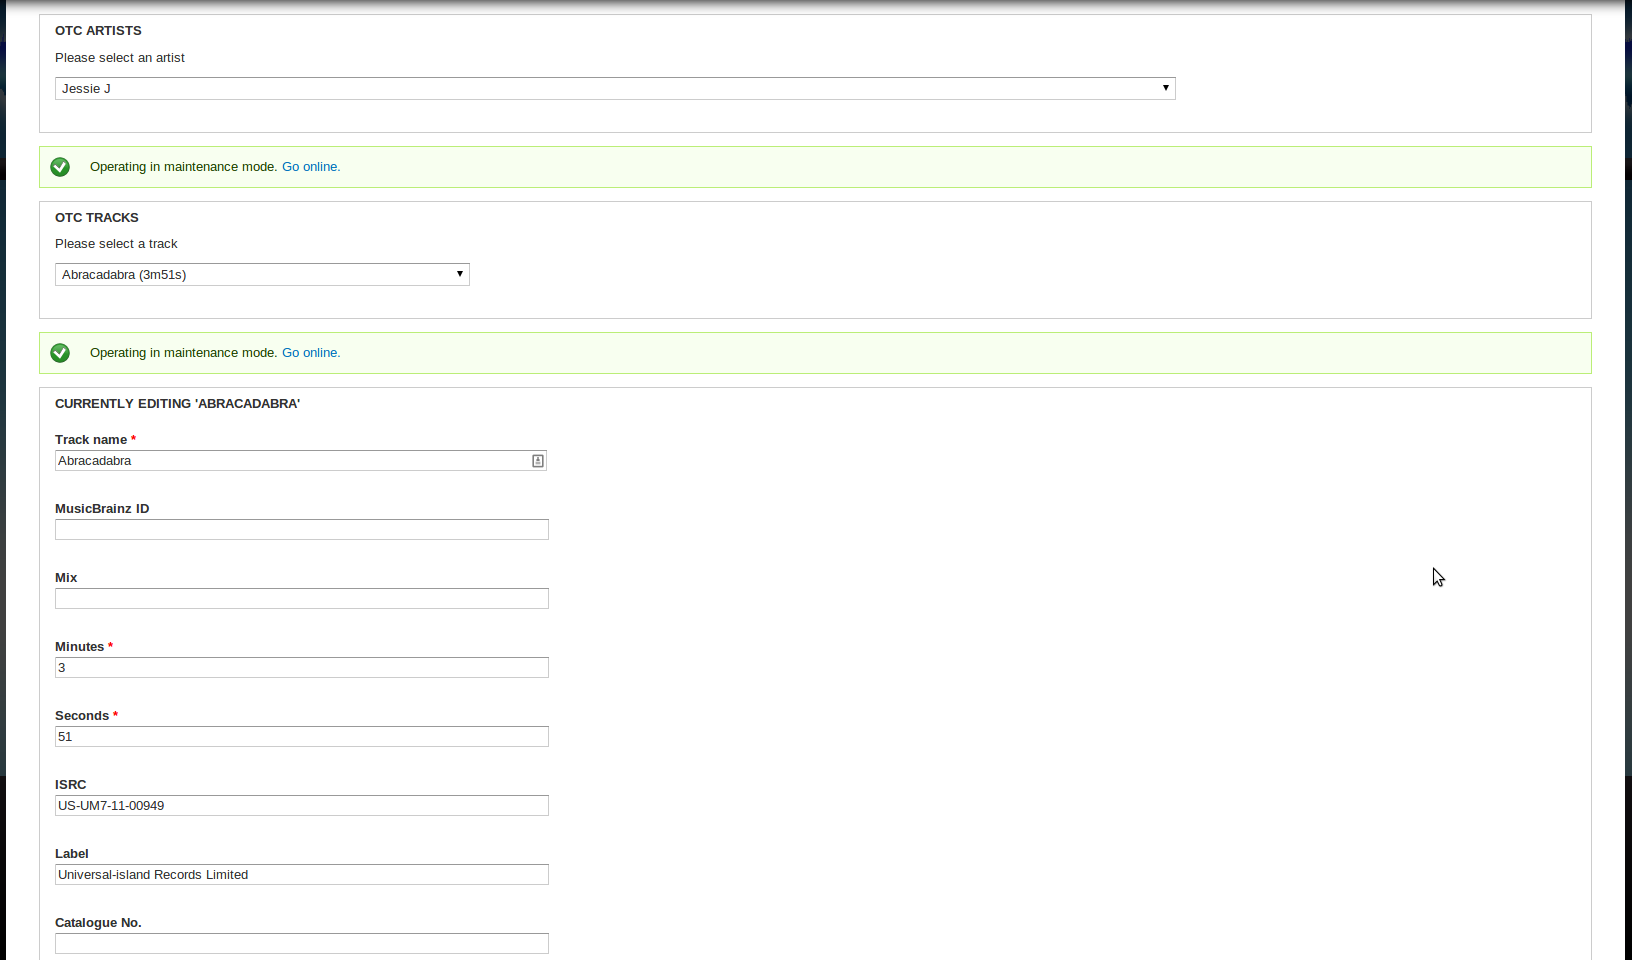 OTC ARTISTS
Please select an artist
Jessie J
Operating in maintenance mode. Go online.
OTC TRACKS
Please select a track
Abracadabra (3m51s)
Operating in maintenance mode. Go online.
CURRENTLY EDITING 'ABRACADABRA'
Track name *
Abracadabra
MusicBrainz ID
Mix
Minutes *
3
Seconds *
51
ISRC
US-UM7-11-00949
Label
Universal-island Records Limited
Catalogue No.